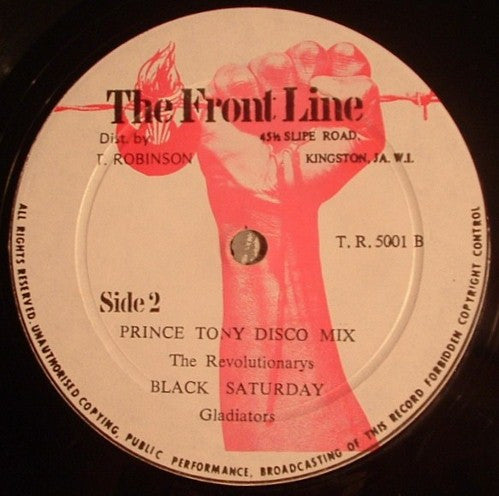 The Front Line
Dist. by
T. ROBINSON
45½ SLIPE ROAD,
KINGSTON, JA. W.I.
T. R. 5001 B
Side 2
PRINCE TONY DISCO MIX
The Revolutionarys
BLACK SATURDAY
Gladiators
ALL RIGHTS RESERVED. UNAUTHORISED COPYING, PUBLIC PERFORMANCE, BROADCASTING OF THIS RECORD FORBIDDEN COPYRIGHT CONTROL